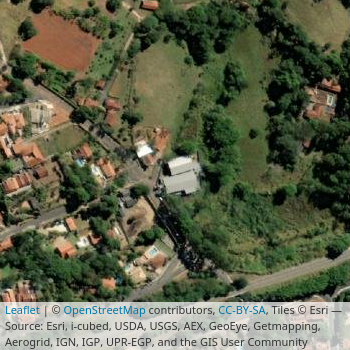 Leaflet | © OpenStreetMap contributors, CC-BY-SA, Tiles © Esri —
Source: Esri, i-cubed, USDA, USGS, AEX, GeoEye, Getmapping,
Aerogrid, IGN, IGP, UPR-EGP, and the GIS User Community